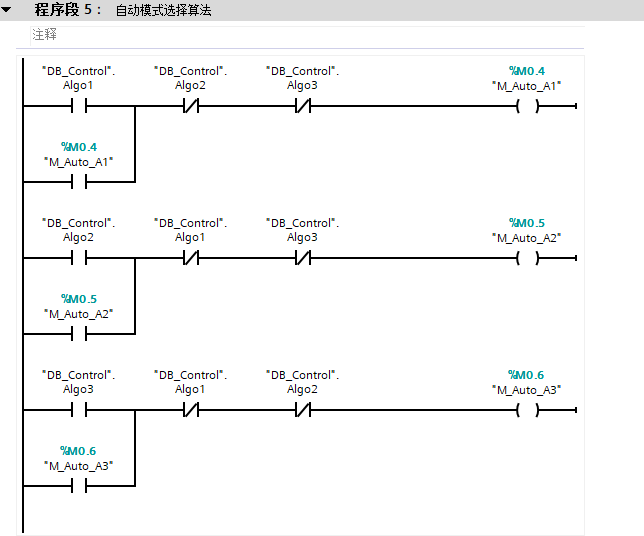 程序段 5： 自动模式选择算法
注释
"DB_Control". "DB_Control". "DB_Control". %M0.4
Algo1 Algo2 Algo3 "M_Auto_A1"
%M0.4
"M_Auto_A1"
"DB_Control". "DB_Control". "DB_Control". %M0.5
Algo2 Algo1 Algo3 "M_Auto_A2"
%M0.5
"M_Auto_A2"
"DB_Control". "DB_Control". "DB_Control". %M0.6
Algo3 Algo1 Algo2 "M_Auto_A3"
%M0.6
"M_Auto_A3"